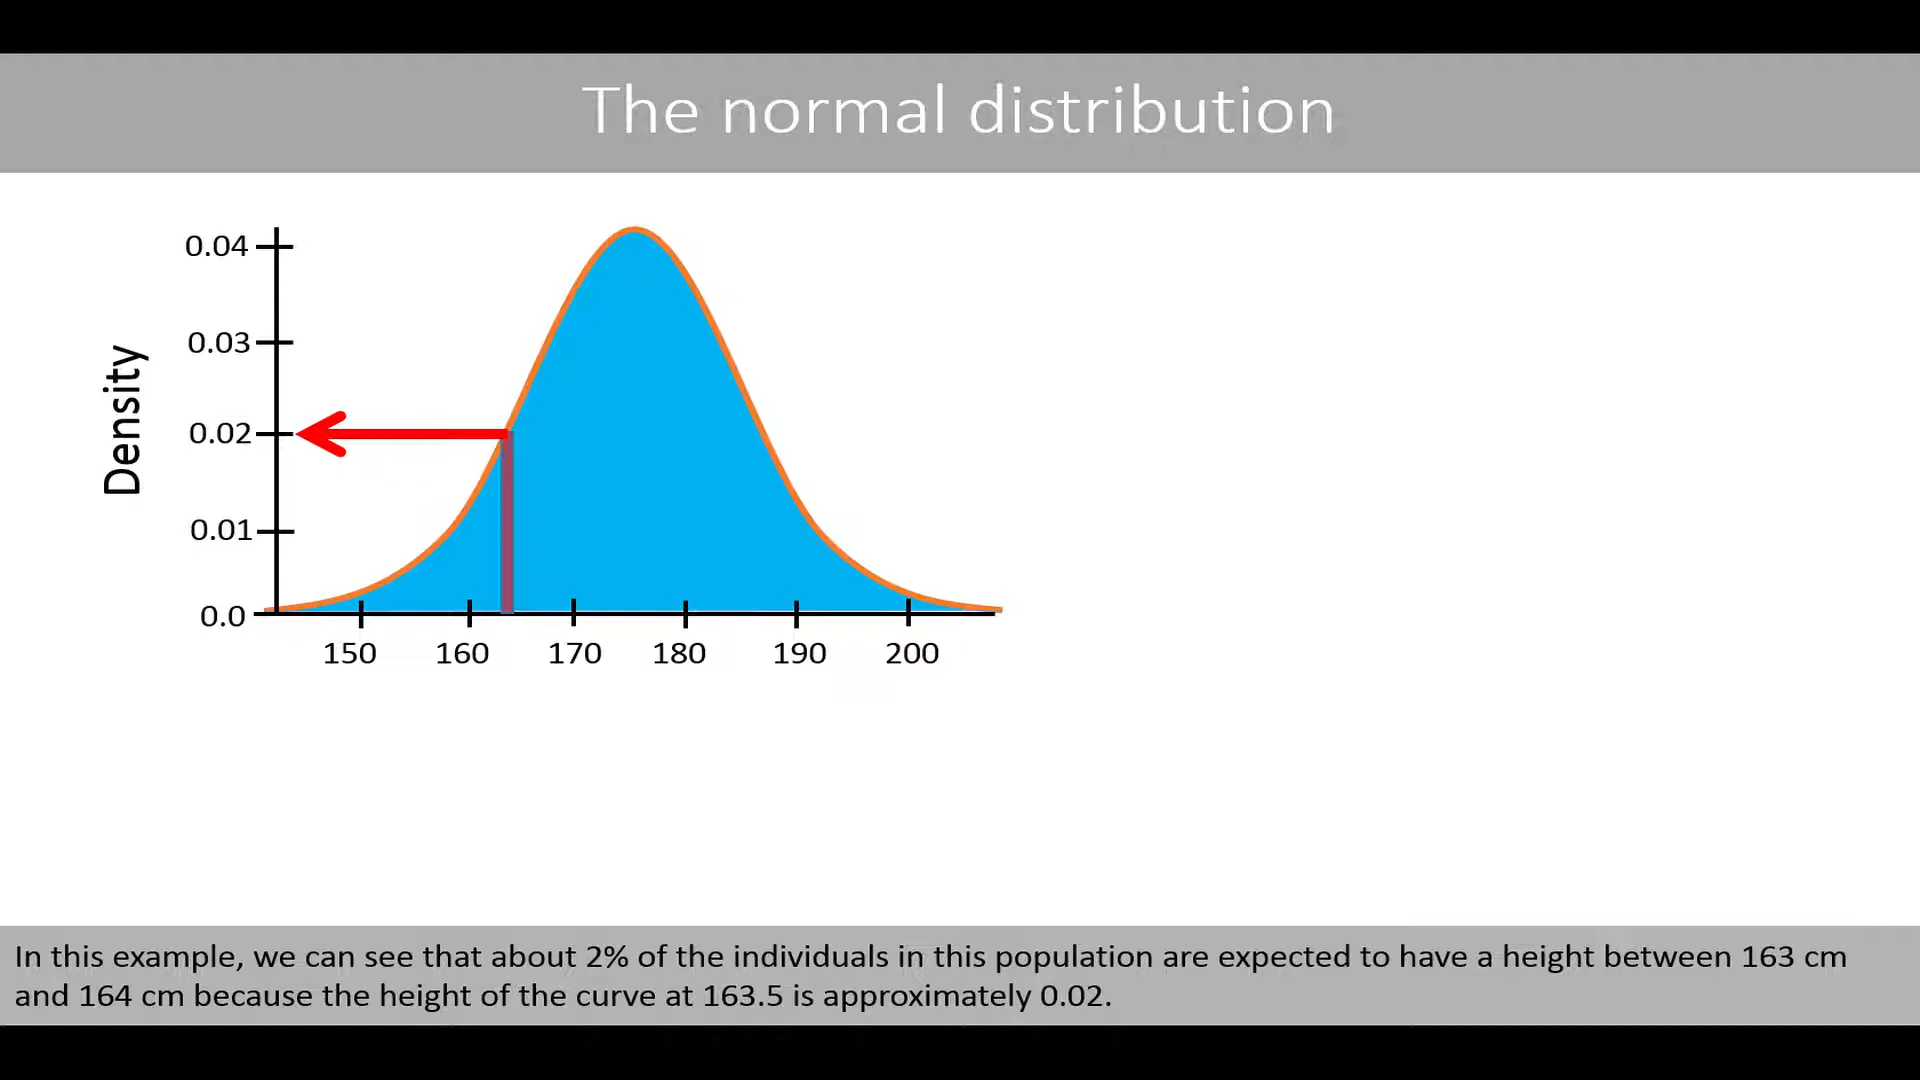 The normal distribution
0.04
0.03
0.02
0.01
0.0
Density
150 160 170 180 190 200
In this example, we can see that about 2% of the individuals in this population are expected to have a height between 163 cm
and 164 cm because the height of the curve at 163.5 is approximately 0.02.